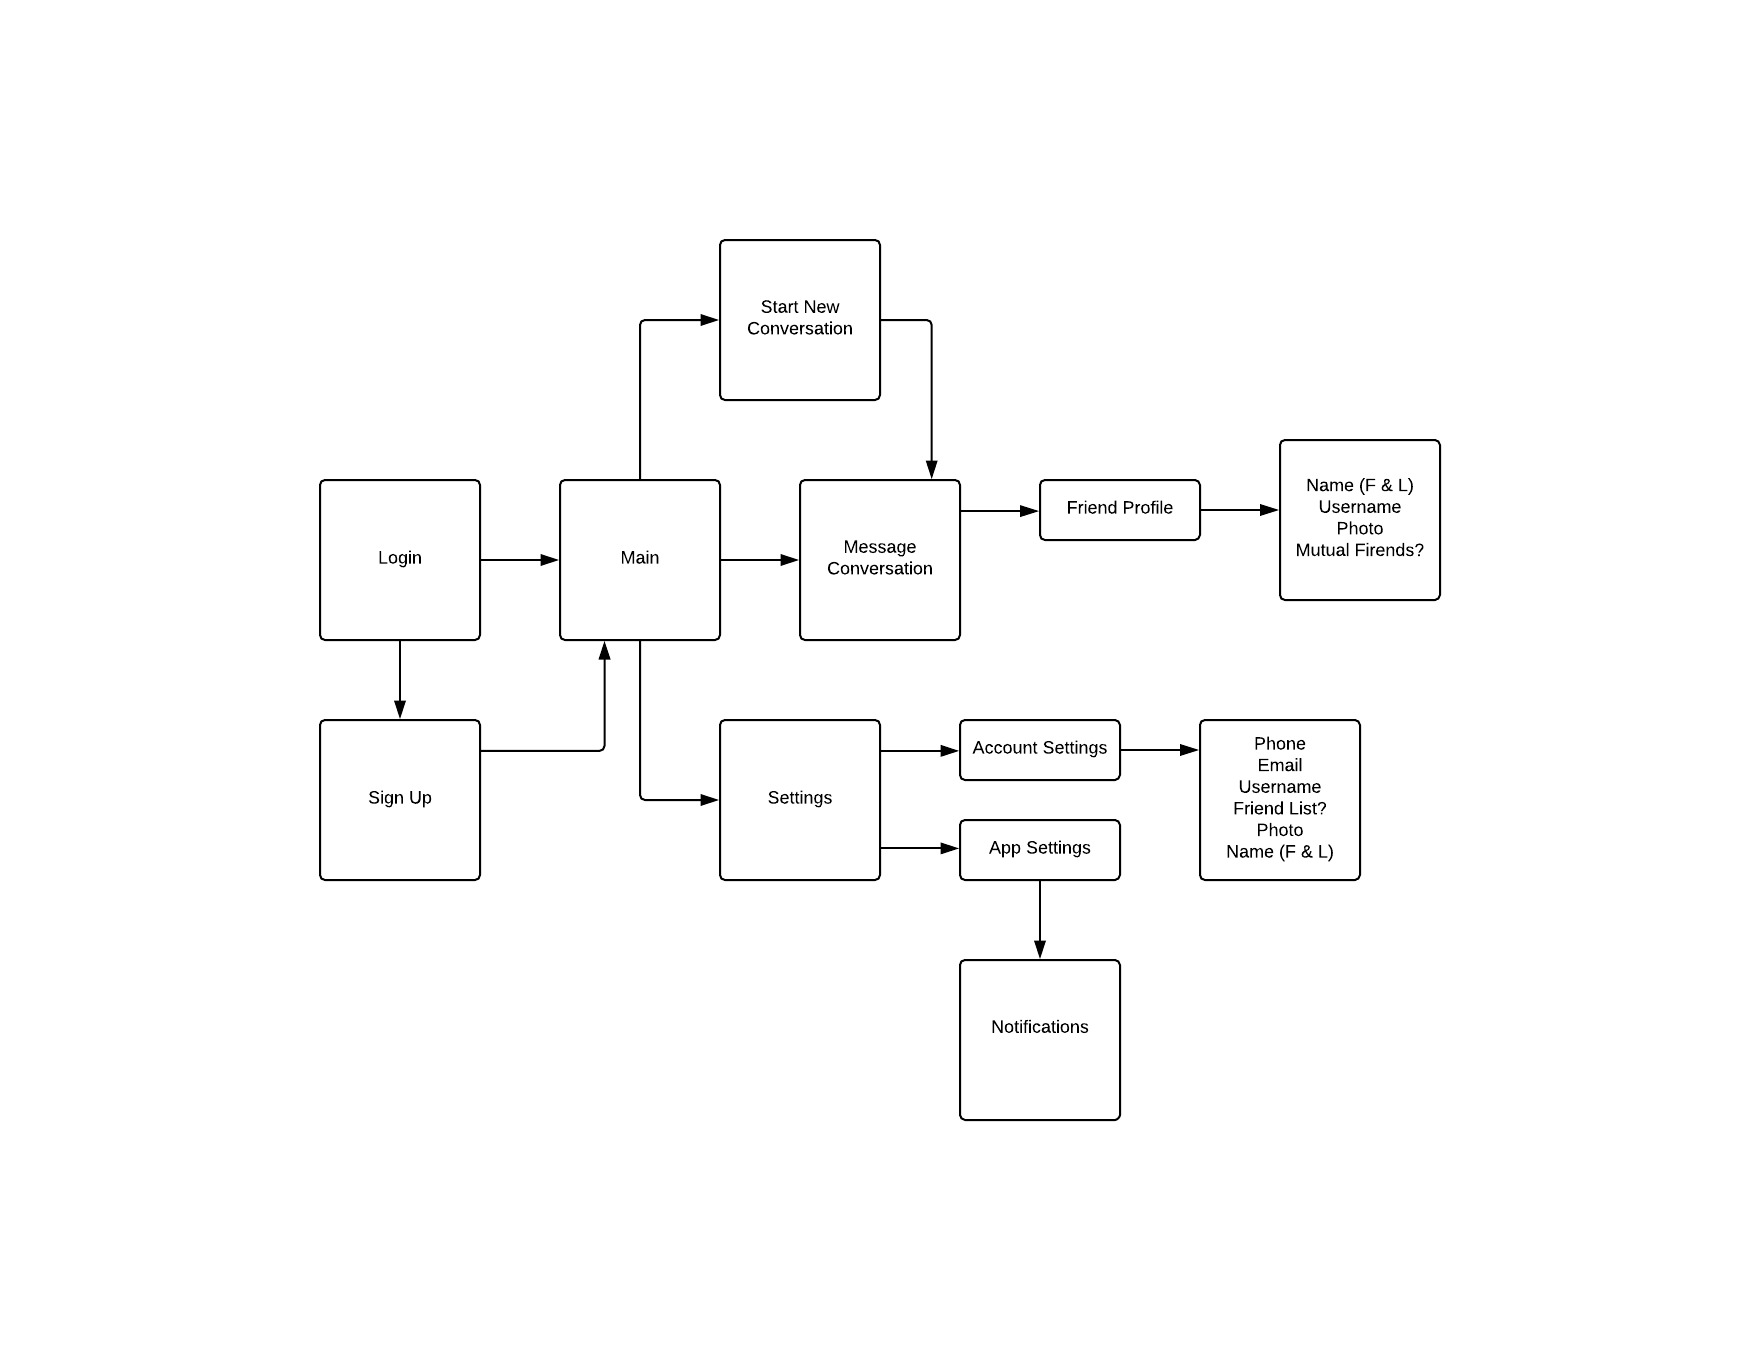 Start New
Conversation
Login
Main
Message
Conversation
Friend Profile
Name (F & L)
Username
Photo
Mutual Firends?
Sign Up
Settings
Account Settings
App Settings
Phone
Email
Username
Friend List?
Photo
Name (F & L)
Notifications